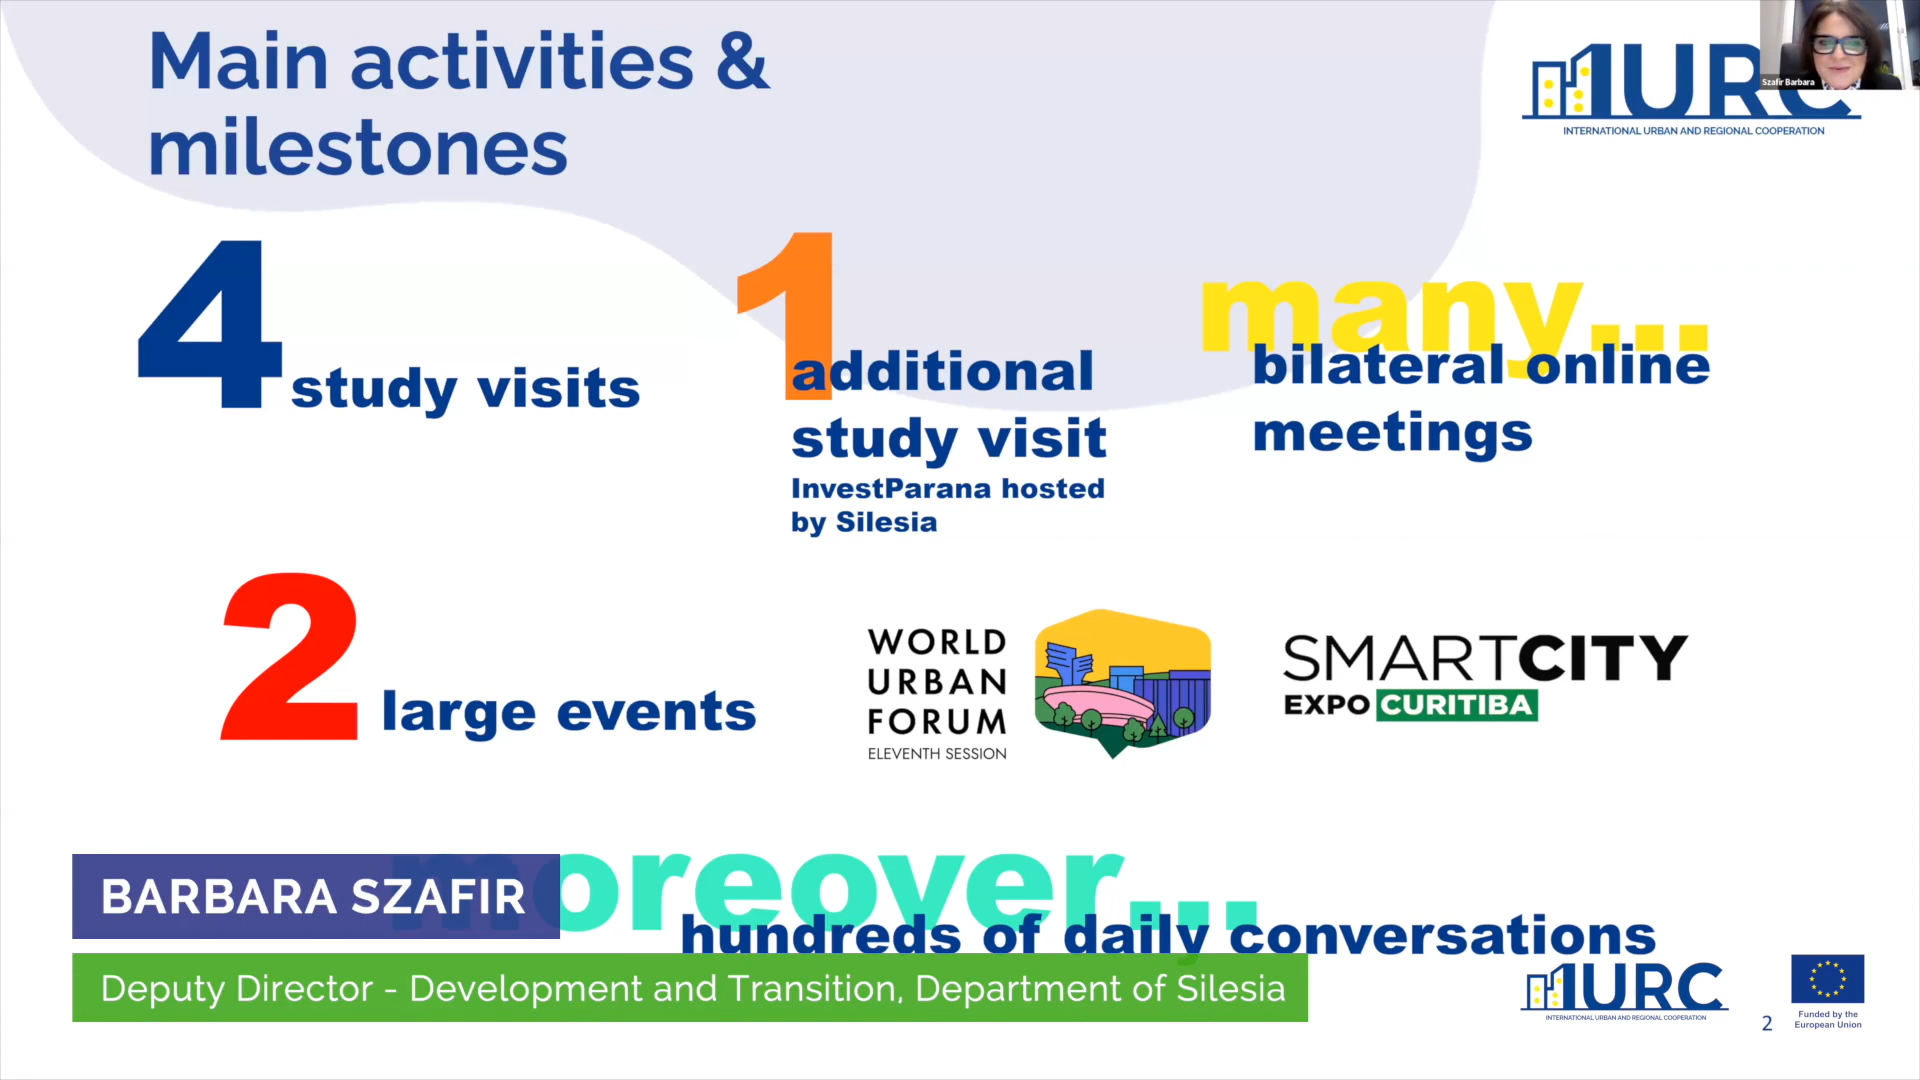 Main activities &
milestones
IURC
INTERNATIONAL URBAN AND REGIONAL COOPERATION
Szafir Barbara
4 study visits
1 additional
study visit
InvestParana hosted
by Silesia
many...
bilateral online
meetings
2 large events
WORLD
URBAN
FORUM
ELEVENTH SESSION
SMARTCITY
EXPO CURITIBA
moreover...
hundreds of daily conversations
BARBARA SZAFIR
Deputy Director - Development and Transition, Department of Silesia
IURC
INTERNATIONAL URBAN AND REGIONAL COOPERATION
2
Funded by the
European Union